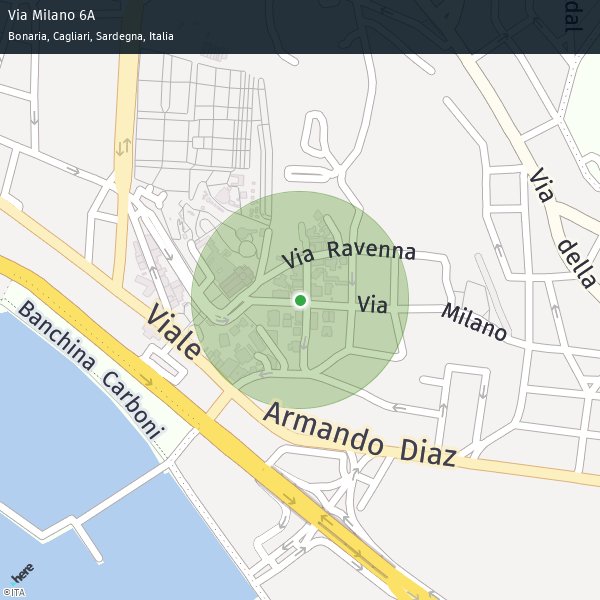 Via Milano 6A
Bonaria, Cagliari, Sardegna, Italia
dal
Via
della
Via Ravenna
Via
Milano
Viale
Banchina Carboni
Armando Diaz
here
©ITA